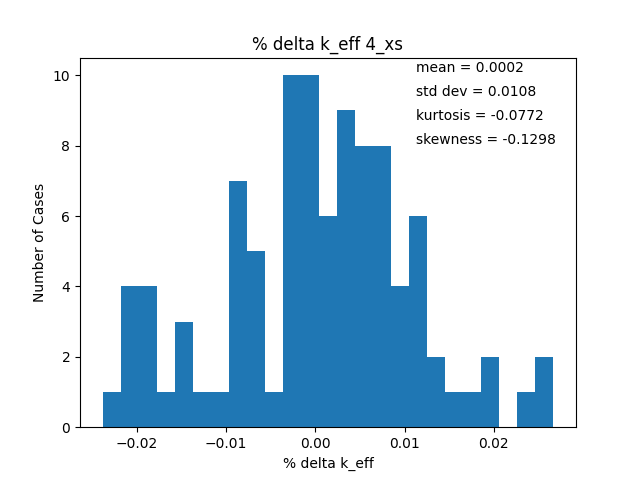 % delta k_eff 4_xs
mean = 0.0002
std dev = 0.0108
kurtosis = -0.0772
skewness = -0.1298
10
8
6
4
2
0
Number of Cases
−0.02 −0.01 0.00 0.01 0.02
% delta k_eff